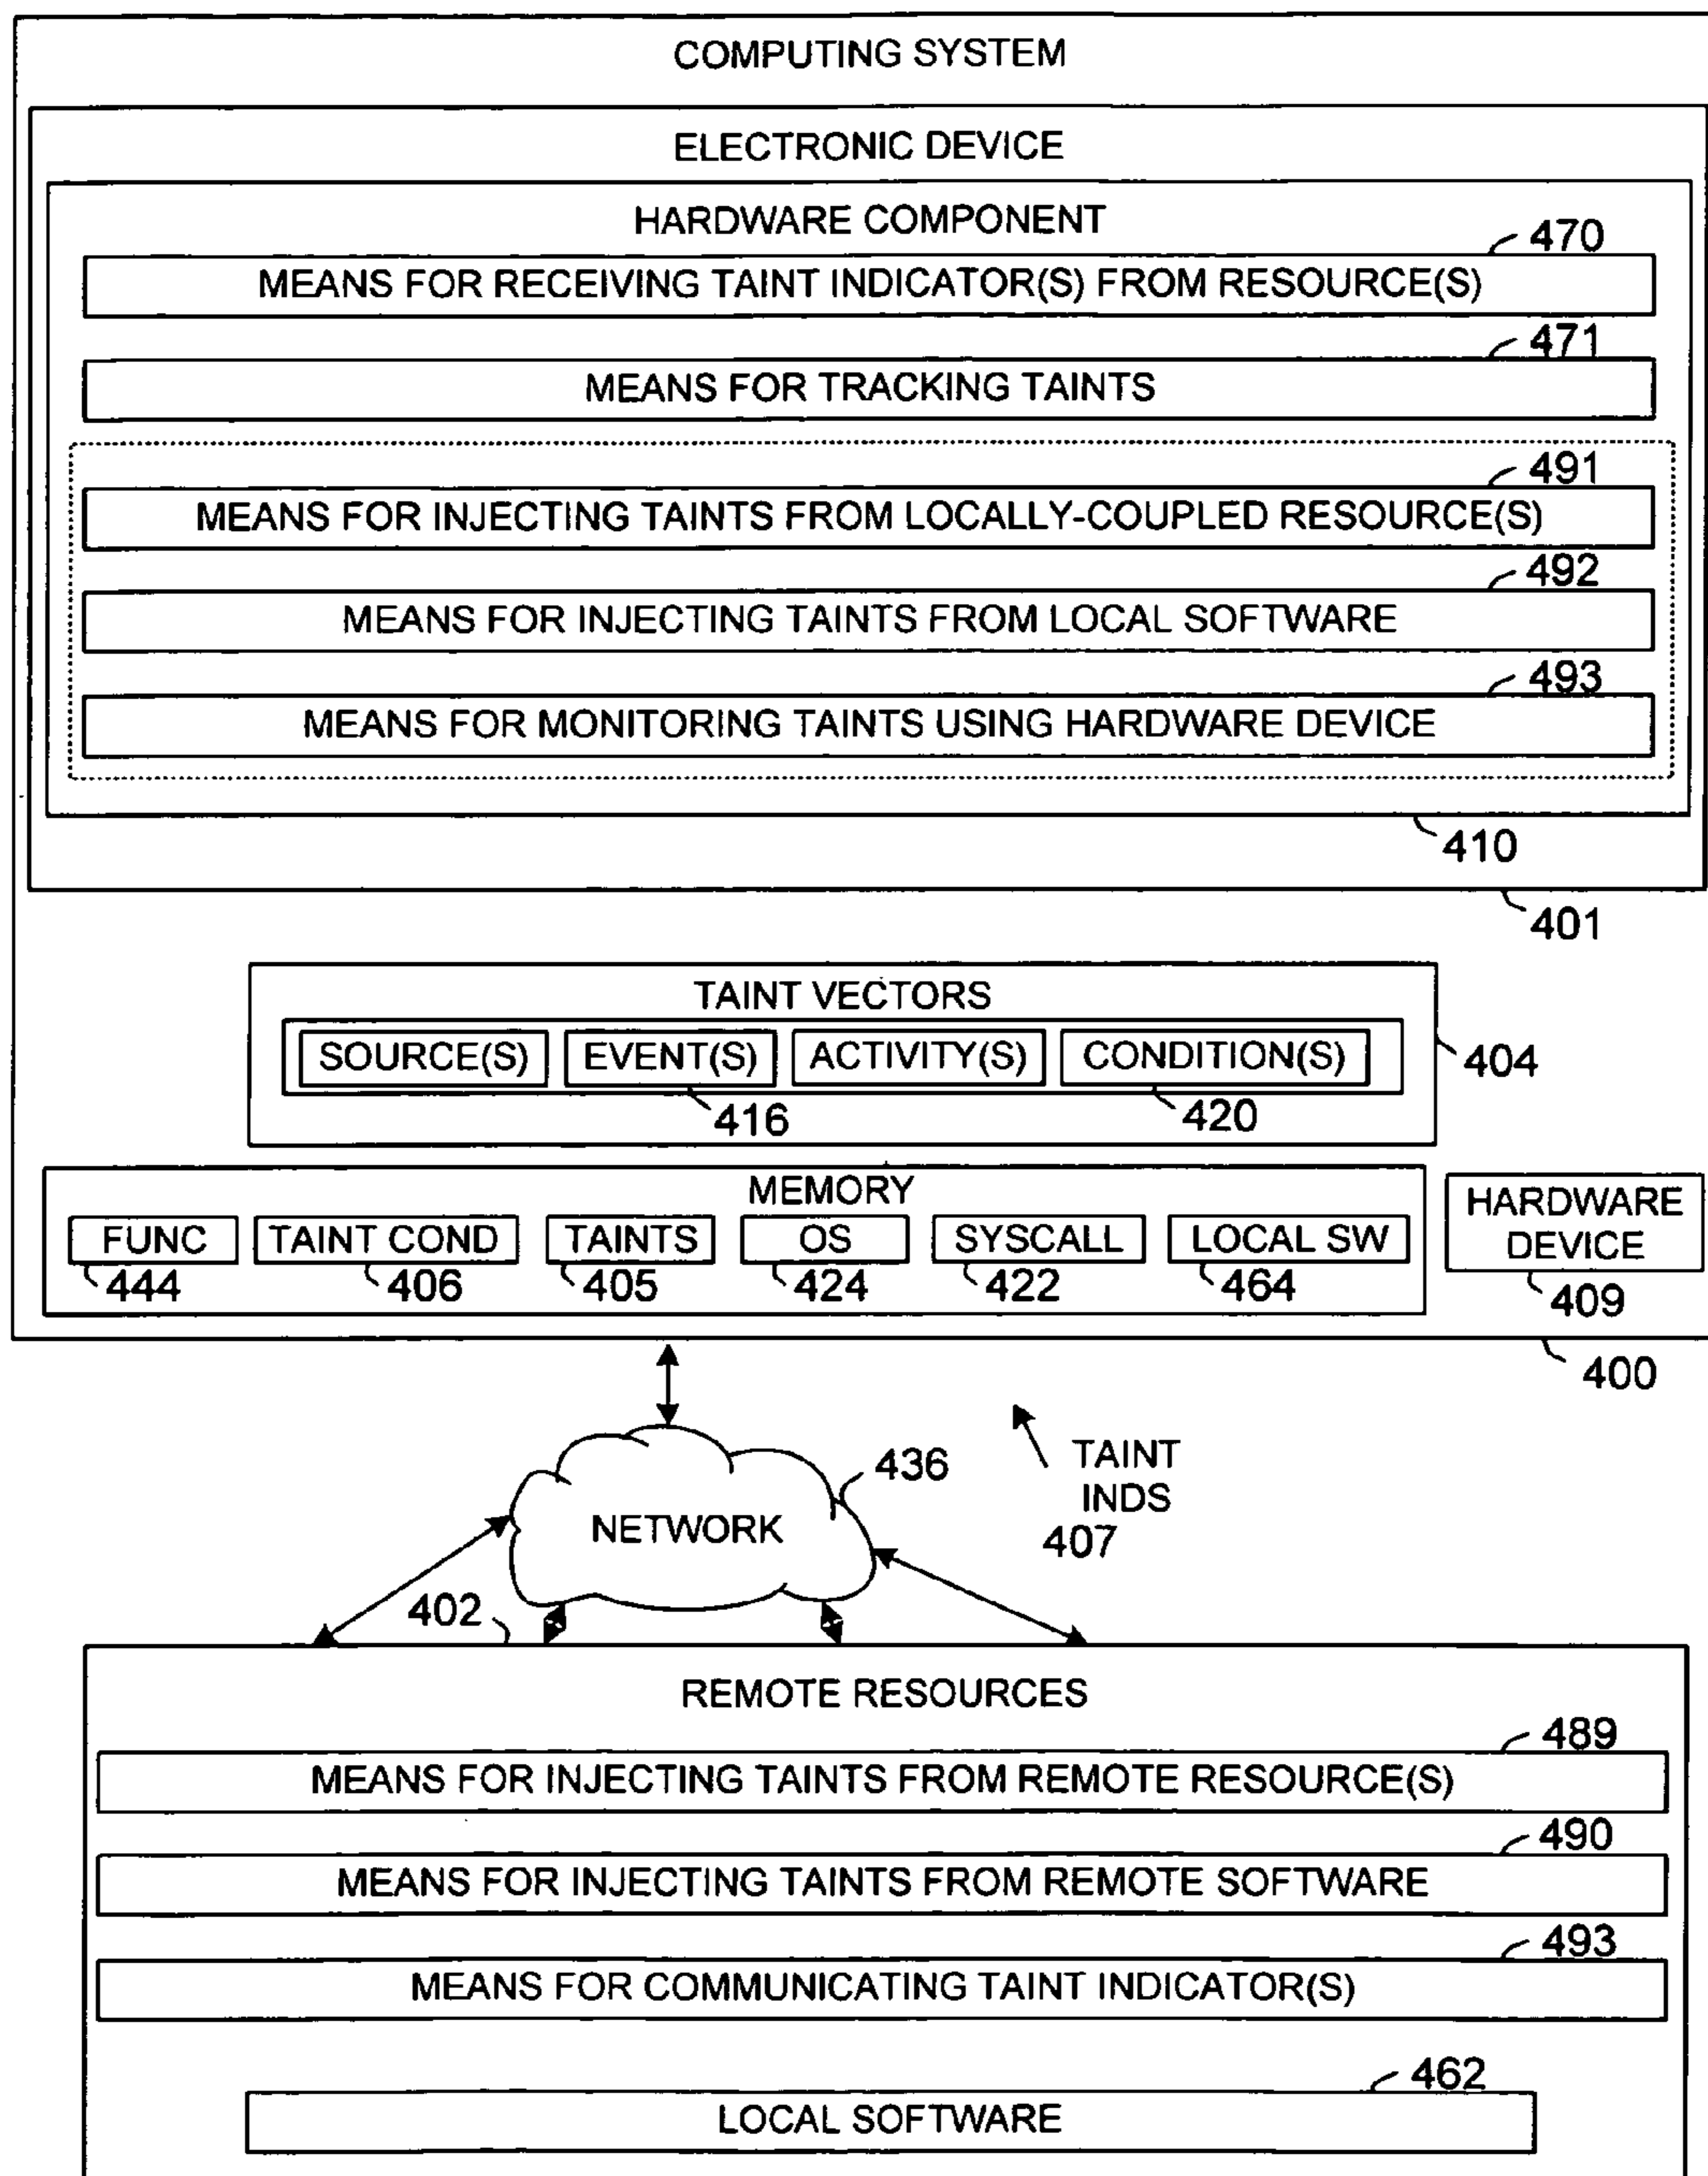 COMPUTING SYSTEM
ELECTRONIC DEVICE
HARDWARE COMPONENT
470
MEANS FOR RECEIVING TAINT INDICATOR(S) FROM RESOURCE(S)
471
MEANS FOR TRACKING TAINTS
491
MEANS FOR INJECTING TAINTS FROM LOCALLY-COUPLED RESOURCE(S)
492
MEANS FOR INJECTING TAINTS FROM LOCAL SOFTWARE
493
MEANS FOR MONITORING TAINTS USING HARDWARE DEVICE
410
401
TAINT VECTORS
SOURCE(S) EVENT(S) ACTIVITY(S) CONDITION(S)
404
416 420
MEMORY
FUNC TAINT COND TAINTS OS SYSCALL LOCAL SW
444 406 405 424 422 464
HARDWARE
DEVICE
409
400
TAINT
INDS
407
436
NETWORK
402
REMOTE RESOURCES
489
MEANS FOR INJECTING TAINTS FROM REMOTE RESOURCE(S)
490
MEANS FOR INJECTING TAINTS FROM REMOTE SOFTWARE
493
MEANS FOR COMMUNICATING TAINT INDICATOR(S)
462
LOCAL SOFTWARE